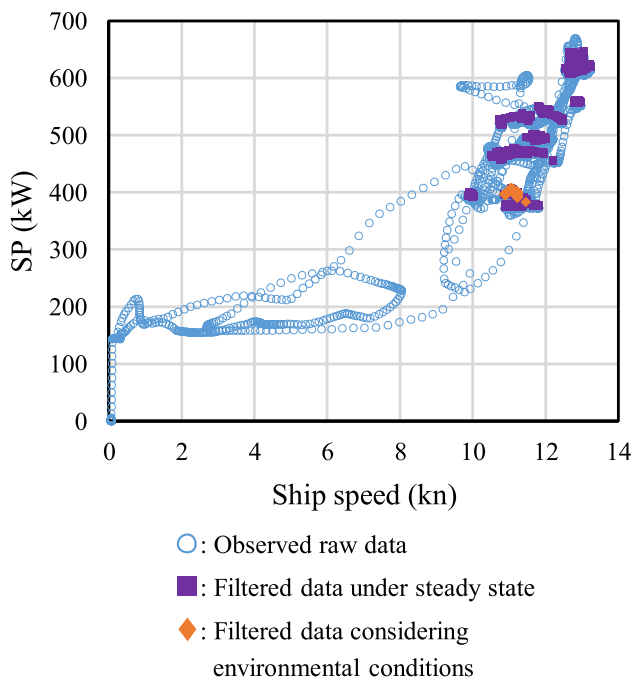 700
600
500
400
300
200
100
0
SP (kW)
0 2 4 6 8 10 12 14
Ship speed (kn)
: Observed raw data
: Filtered data under steady state
: Filtered data considering
environmental conditions